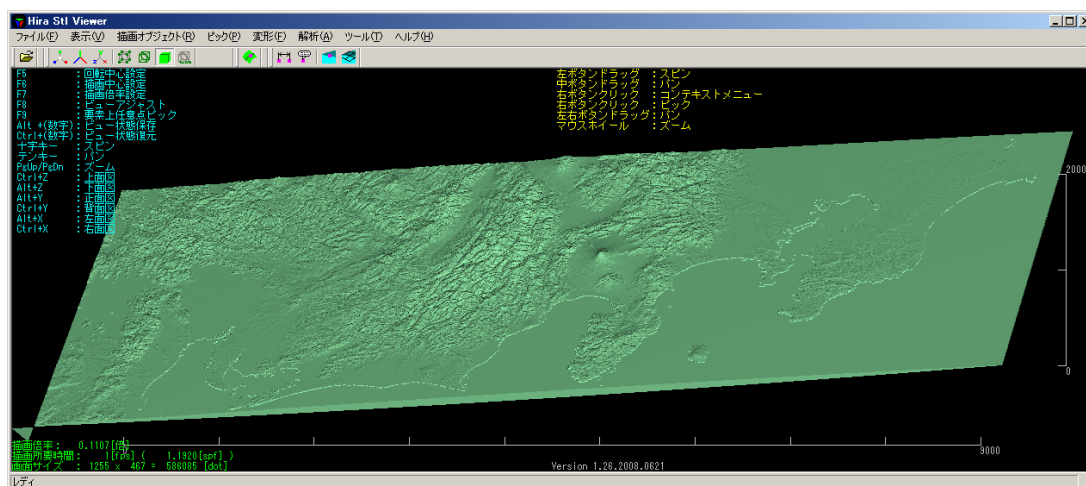 Hira Stl Viewer
ファイル(F) 表示(V) 描画オブジェクト(R) ピック(P) 変形(F) 解析(A) ツール(T) ヘルプ(H)
F5 : 回転中心設定
F6 : 描画中心設定
F7 : 描画倍率設定
F8 : ビューアジャスト
F9 : 要素上任意点ピック
Alt +(数字) : ビュー状態保存
Ctrl+(数字) : ビュー状態復元
十字キー : スピン
テンキー : パン
PgUp/PgDn : ズーム
Ctrl+Z : 上面図
Alt+Z : 下面図
Alt+Y : 正面図
Ctrl+Y : 背面図
Alt+X : 左面図
Ctrl+X : 右面図
左ボタンドラッグ : スピン
中ボタンドラッグ : パン
右ボタンクリック : コンテキストメニュー
右ボタンクリック : ピック
左右ボタンドラッグ : パン
マウスホイール : ズーム
2000
0
0
9000
描画倍率 : 0.1107[倍]
描画所要時間 : 1[fps] ( 1.1920[spf] )
画面サイズ : 1255 x 467 = 586085 [dot]
Version 1.26.2008.0621
レディ